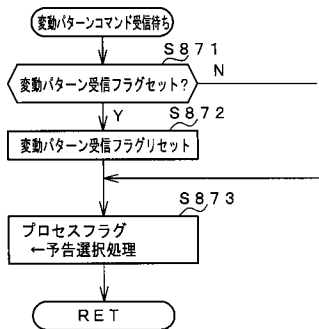 変動パターンコマンド受信待ち
S871
変動パターン受信フラグセット?
N
Y
S872
変動パターン受信フラグリセット
S873
プロセスフラグ
←予告選択処理
RET